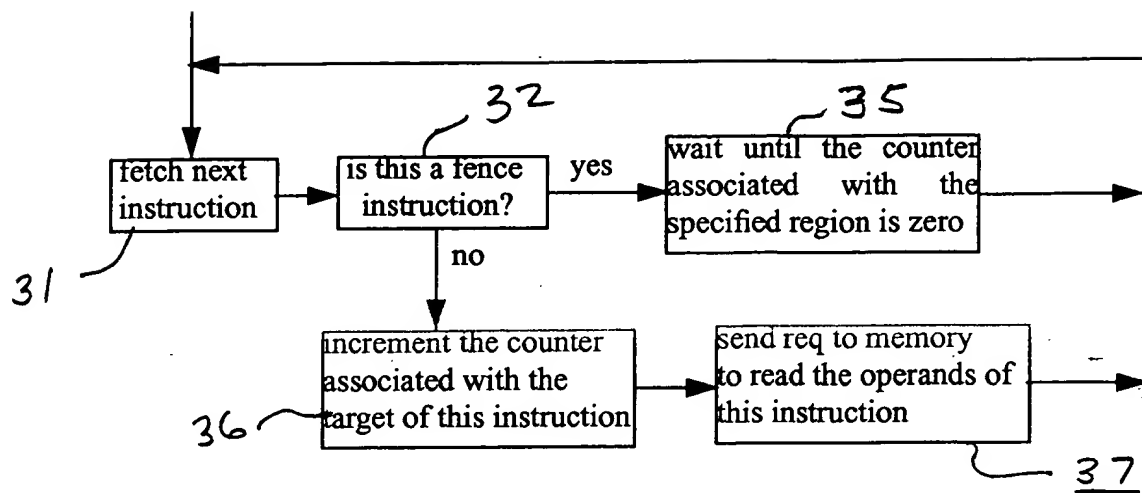 32
35
fetch next
instruction
is this a fence
instruction?
yes
wait until the counter
associated with the
specified region is zero
no
31
increment the counter
associated with the
target of this instruction
36
send req to memory
to read the operands of
this instruction
37